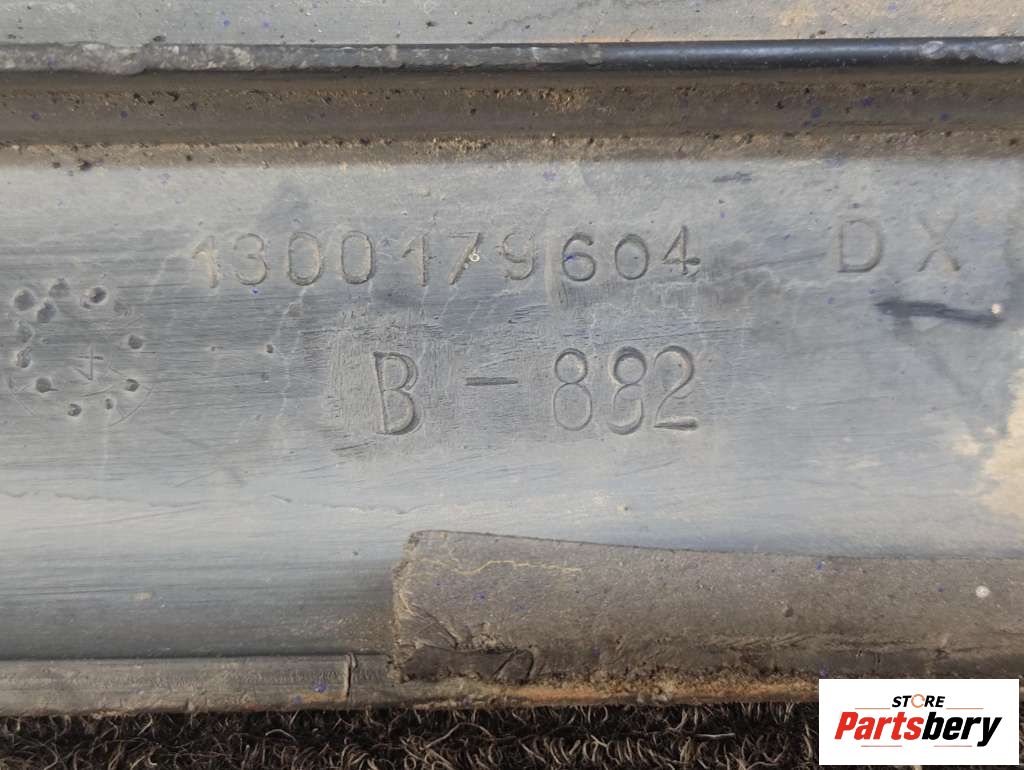 1300179604 DX
B-882
STORE
Partsbery